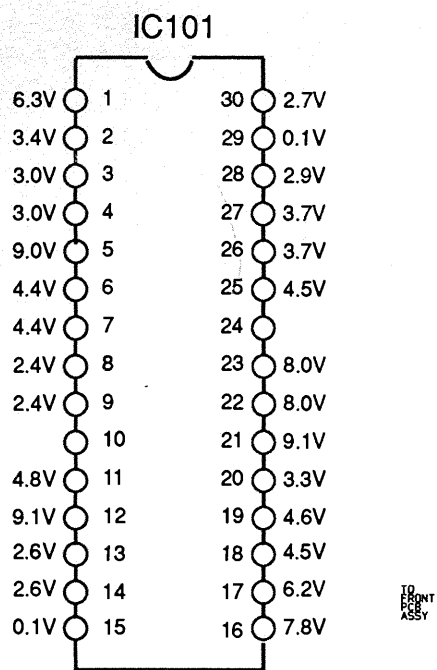 IC101
6.3V 1 30 2.7V
3.4V 2 29 0.1V
3.0V 3 28 2.9V
3.0V 4 27 3.7V
9.0V 5 26 3.7V
4.4V 6 25 4.5V
4.4V 7 24
2.4V 8 23 8.0V
2.4V 9 22 8.0V
10 21 9.1V
4.8V 11 20 3.3V
9.1V 12 19 4.6V
2.6V 13 18 4.5V
2.6V 14 17 6.2V
0.1V 15 16 7.8V
TO
FRONT
PCB
ASSY